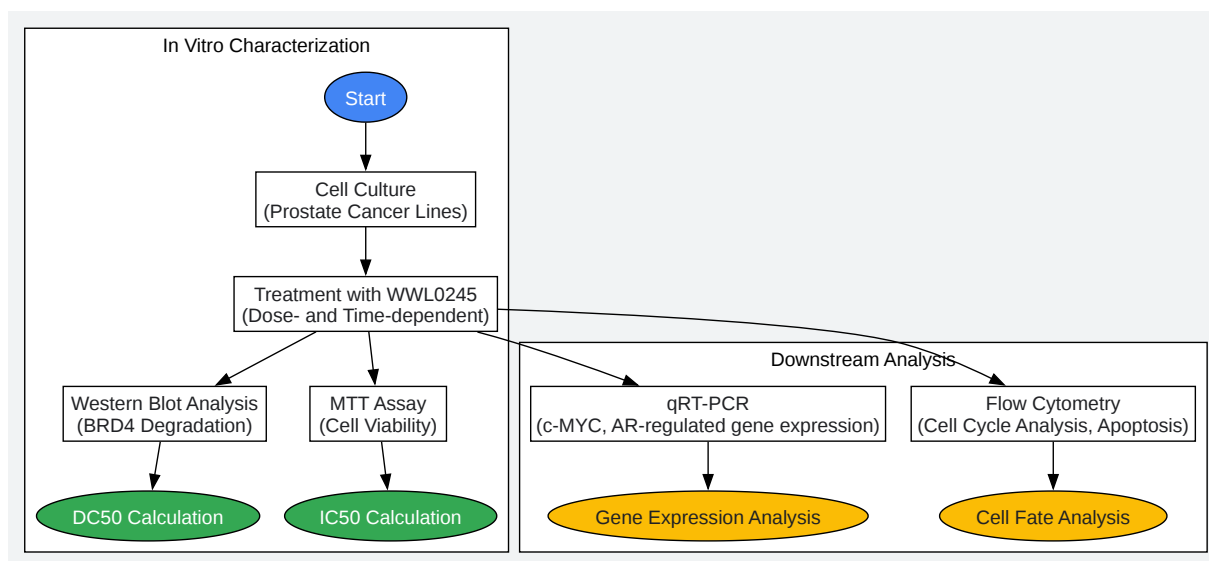 In Vitro Characterization
Start
Cell Culture
(Prostate Cancer Lines)
Treatment with WWL0245
(Dose- and Time-dependent)
Western Blot Analysis
(BRD4 Degradation)
MTT Assay
(Cell Viability)
DC50 Calculation
IC50 Calculation
Downstream Analysis
qRT-PCR
(c-MYC, AR-regulated gene expression)
Flow Cytometry
(Cell Cycle Analysis, Apoptosis)
Gene Expression Analysis
Cell Fate Analysis